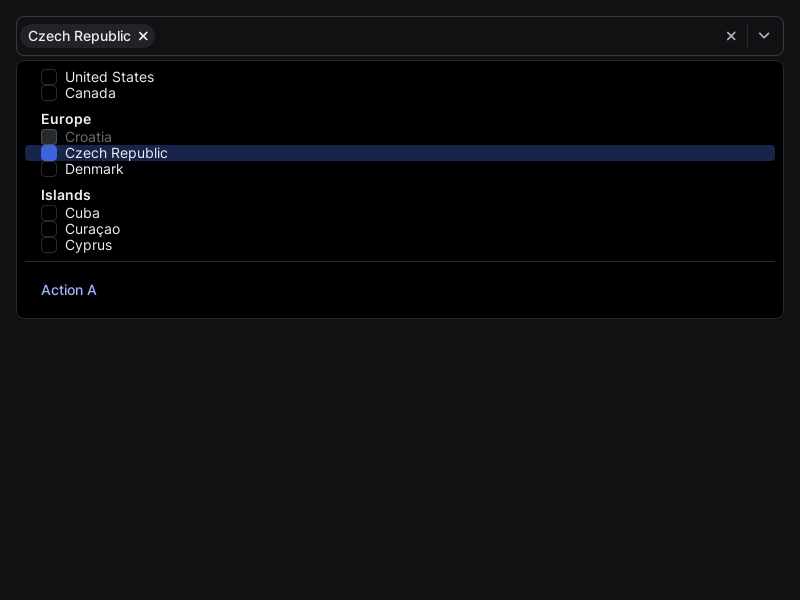 Czech Republic
United States
Canada
Europe
Croatia
Czech Republic
Denmark
Islands
Cuba
Curaçao
Cyprus
Action A